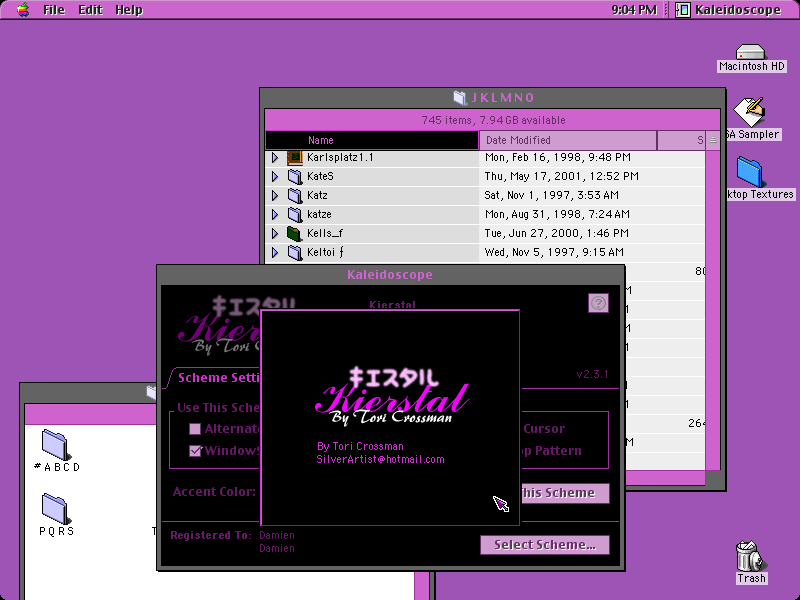 File Edit Help
9:04 PM
Kaleidoscope
Macintosh HD
SA Sampler
ktop Textures
Trash
JKLMNO
745 items, 7.94 GB available
Name Date Modified S
Karlsplatz1.1 Mon, Feb 16, 1998, 9:48 PM
KateS Thu, May 17, 2001, 12:52 PM
Katz Sat, Nov 1, 1997, 3:53 AM
katze Mon, Aug 31, 1998, 7:24 AM
Kells_f Tue, Jun 27, 2000, 1:46 PM
Keltoi ƒ Wed, Nov 5, 1997, 9:15 AM
80
264
Kaleidoscope
キエスタル
Kierstal
By Tori C
Kierstal
?
v2.3.1
Scheme Setti
Use This Sche
Alternat
Window
Cursor
p Pattern
Accent Color:
his Scheme
Registered To: Damien
Damien
Select Scheme...
キエスタル
Kierstal
By Tori Crossman
By Tori Crossman
SilverArtist@hotmail.com
#ABCD
PQRS
T